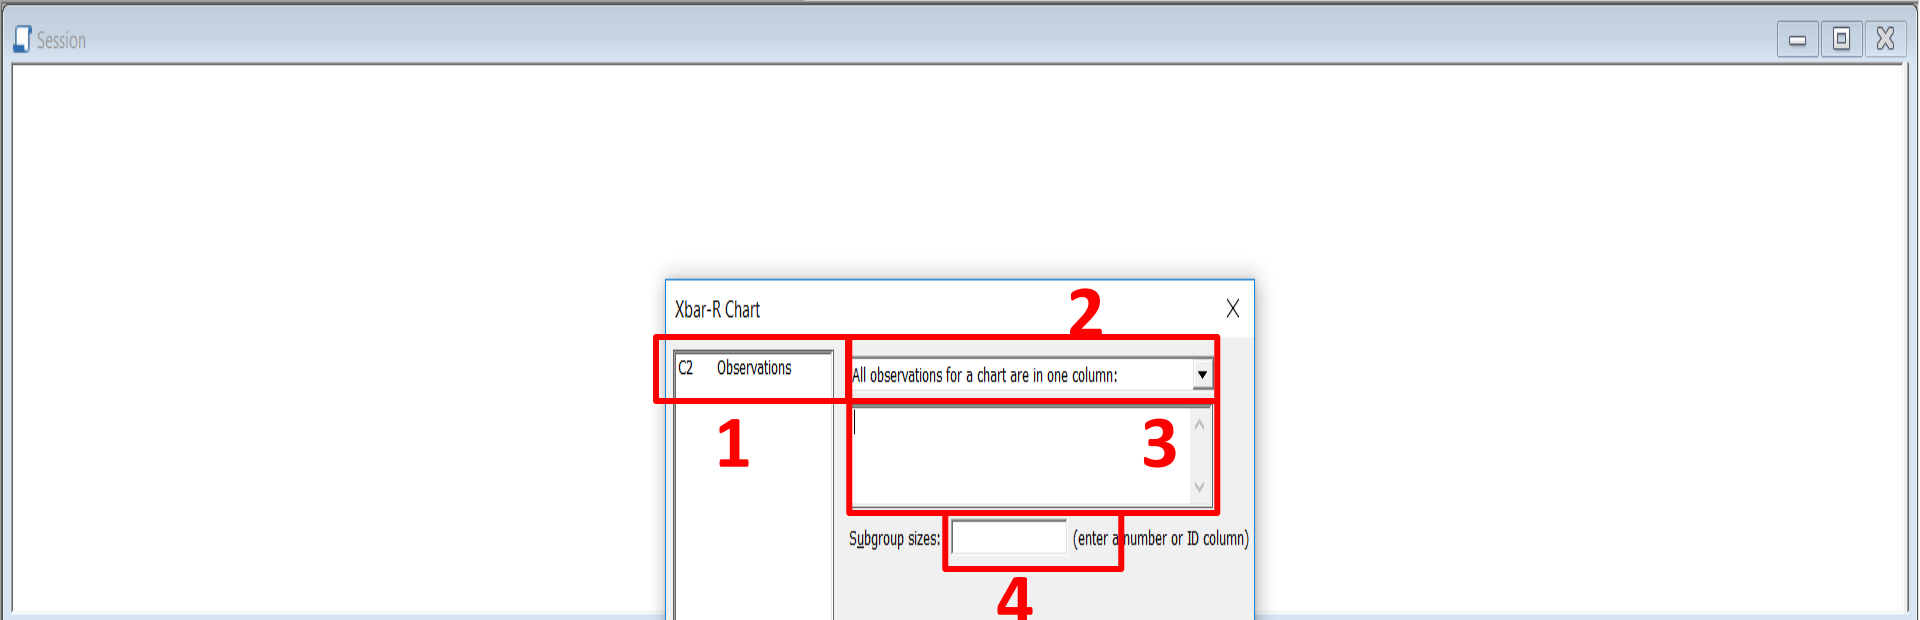 Session
2
Xbar-R Chart
C2 Observations
All observations for a chart are in one column:
1
3
Subgroup sizes:
(enter a number or ID column)
4